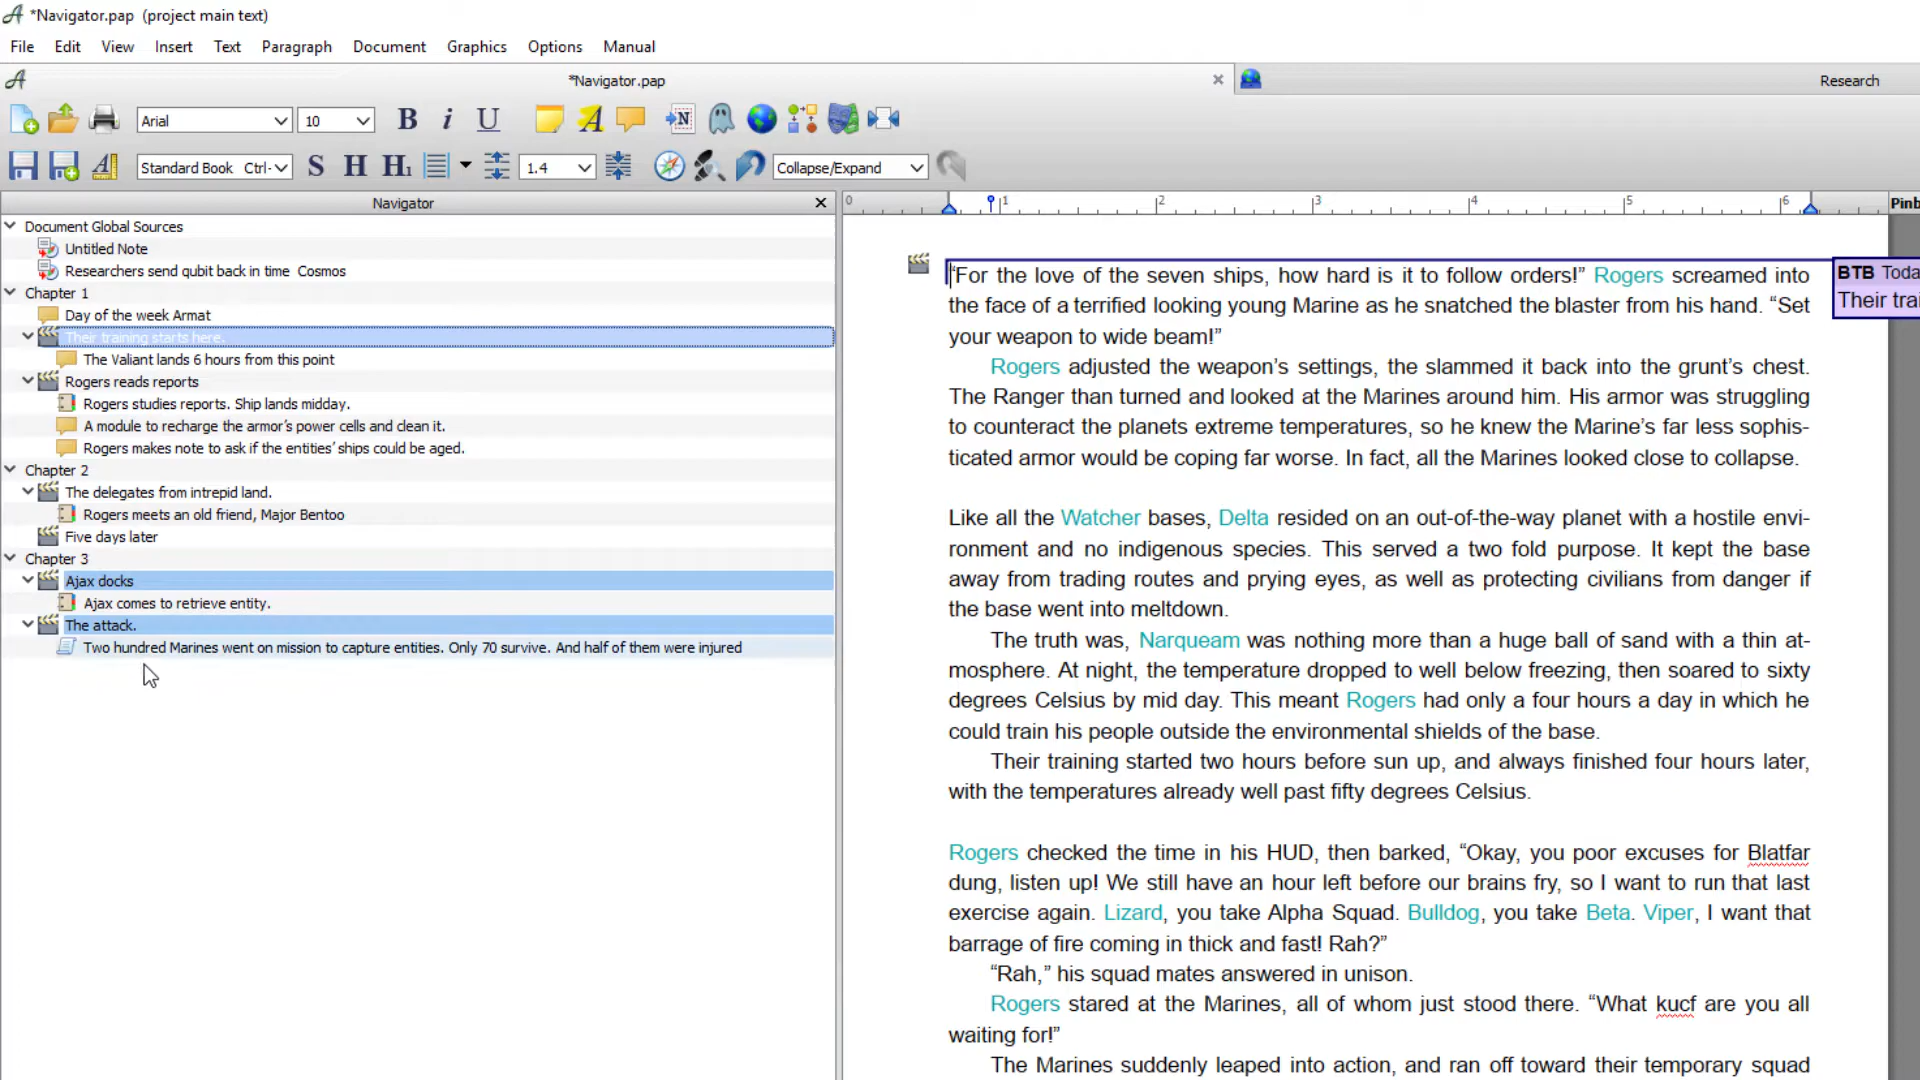 *Navigator.pap (project main text)
File Edit View Insert Text Paragraph Document Graphics Options Manual
*Navigator.pap
Research
Arial 10 B i U A N
Standard Book Ctrl- S H H1 1.4 Collapse/Expand
Navigator
Document Global Sources
Untitled Note
Researchers send qubit back in time Cosmos
Chapter 1
Day of the week Armat
Their training starts here.
The Valiant lands 6 hours from this point
Rogers reads reports
Rogers studies reports. Ship lands midday.
A module to recharge the armor’s power cells and clean it.
Rogers makes note to ask if the entities’ ships could be aged.
Chapter 2
The delegates from intrepid land.
Rogers meets an old friend, Major Bentoo
Five days later
Chapter 3
Ajax docks
Ajax comes to retrieve entity.
The attack.
Two hundred Marines went on mission to capture entities. Only 70 survive. And half of them were injured
0 1 2 3 4 5 6
Pinb
“For the love of the seven ships, how hard is it to follow orders!” Rogers screamed into
the face of a terrified looking young Marine as he snatched the blaster from his hand. “Set
your weapon to wide beam!”
Rogers adjusted the weapon’s settings, the slammed it back into the grunt’s chest.
The Ranger than turned and looked at the Marines around him. His armor was struggling
to counteract the planets extreme temperatures, so he knew the Marine’s far less sophis-
ticated armor would be coping far worse. In fact, all the Marines looked close to collapse.
Like all the Watcher bases, Delta resided on an out-of-the-way planet with a hostile envi-
ronment and no indigenous species. This served a two fold purpose. It kept the base
away from trading routes and prying eyes, as well as protecting civilians from danger if
the base went into meltdown.
The truth was, Narqueam was nothing more than a huge ball of sand with a thin at-
mosphere. At night, the temperature dropped to well below freezing, then soared to sixty
degrees Celsius by mid day. This meant Rogers had only a four hours a day in which he
could train his people outside the environmental shields of the base.
Their training started two hours before sun up, and always finished four hours later,
with the temperatures already well past fifty degrees Celsius.
Rogers checked the time in his HUD, then barked, “Okay, you poor excuses for Blatfar
dung, listen up! We still have an hour left before our brains fry, so I want to run that last
exercise again. Lizard, you take Alpha Squad. Bulldog, you take Beta. Viper, I want that
barrage of fire coming in thick and fast! Rah?”
“Rah,” his squad mates answered in unison.
Rogers stared at the Marines, all of whom just stood there. “What kucf are you all
waiting for!”
The Marines suddenly leaped into action, and ran off toward their temporary squad
BTB Toda
Their trai